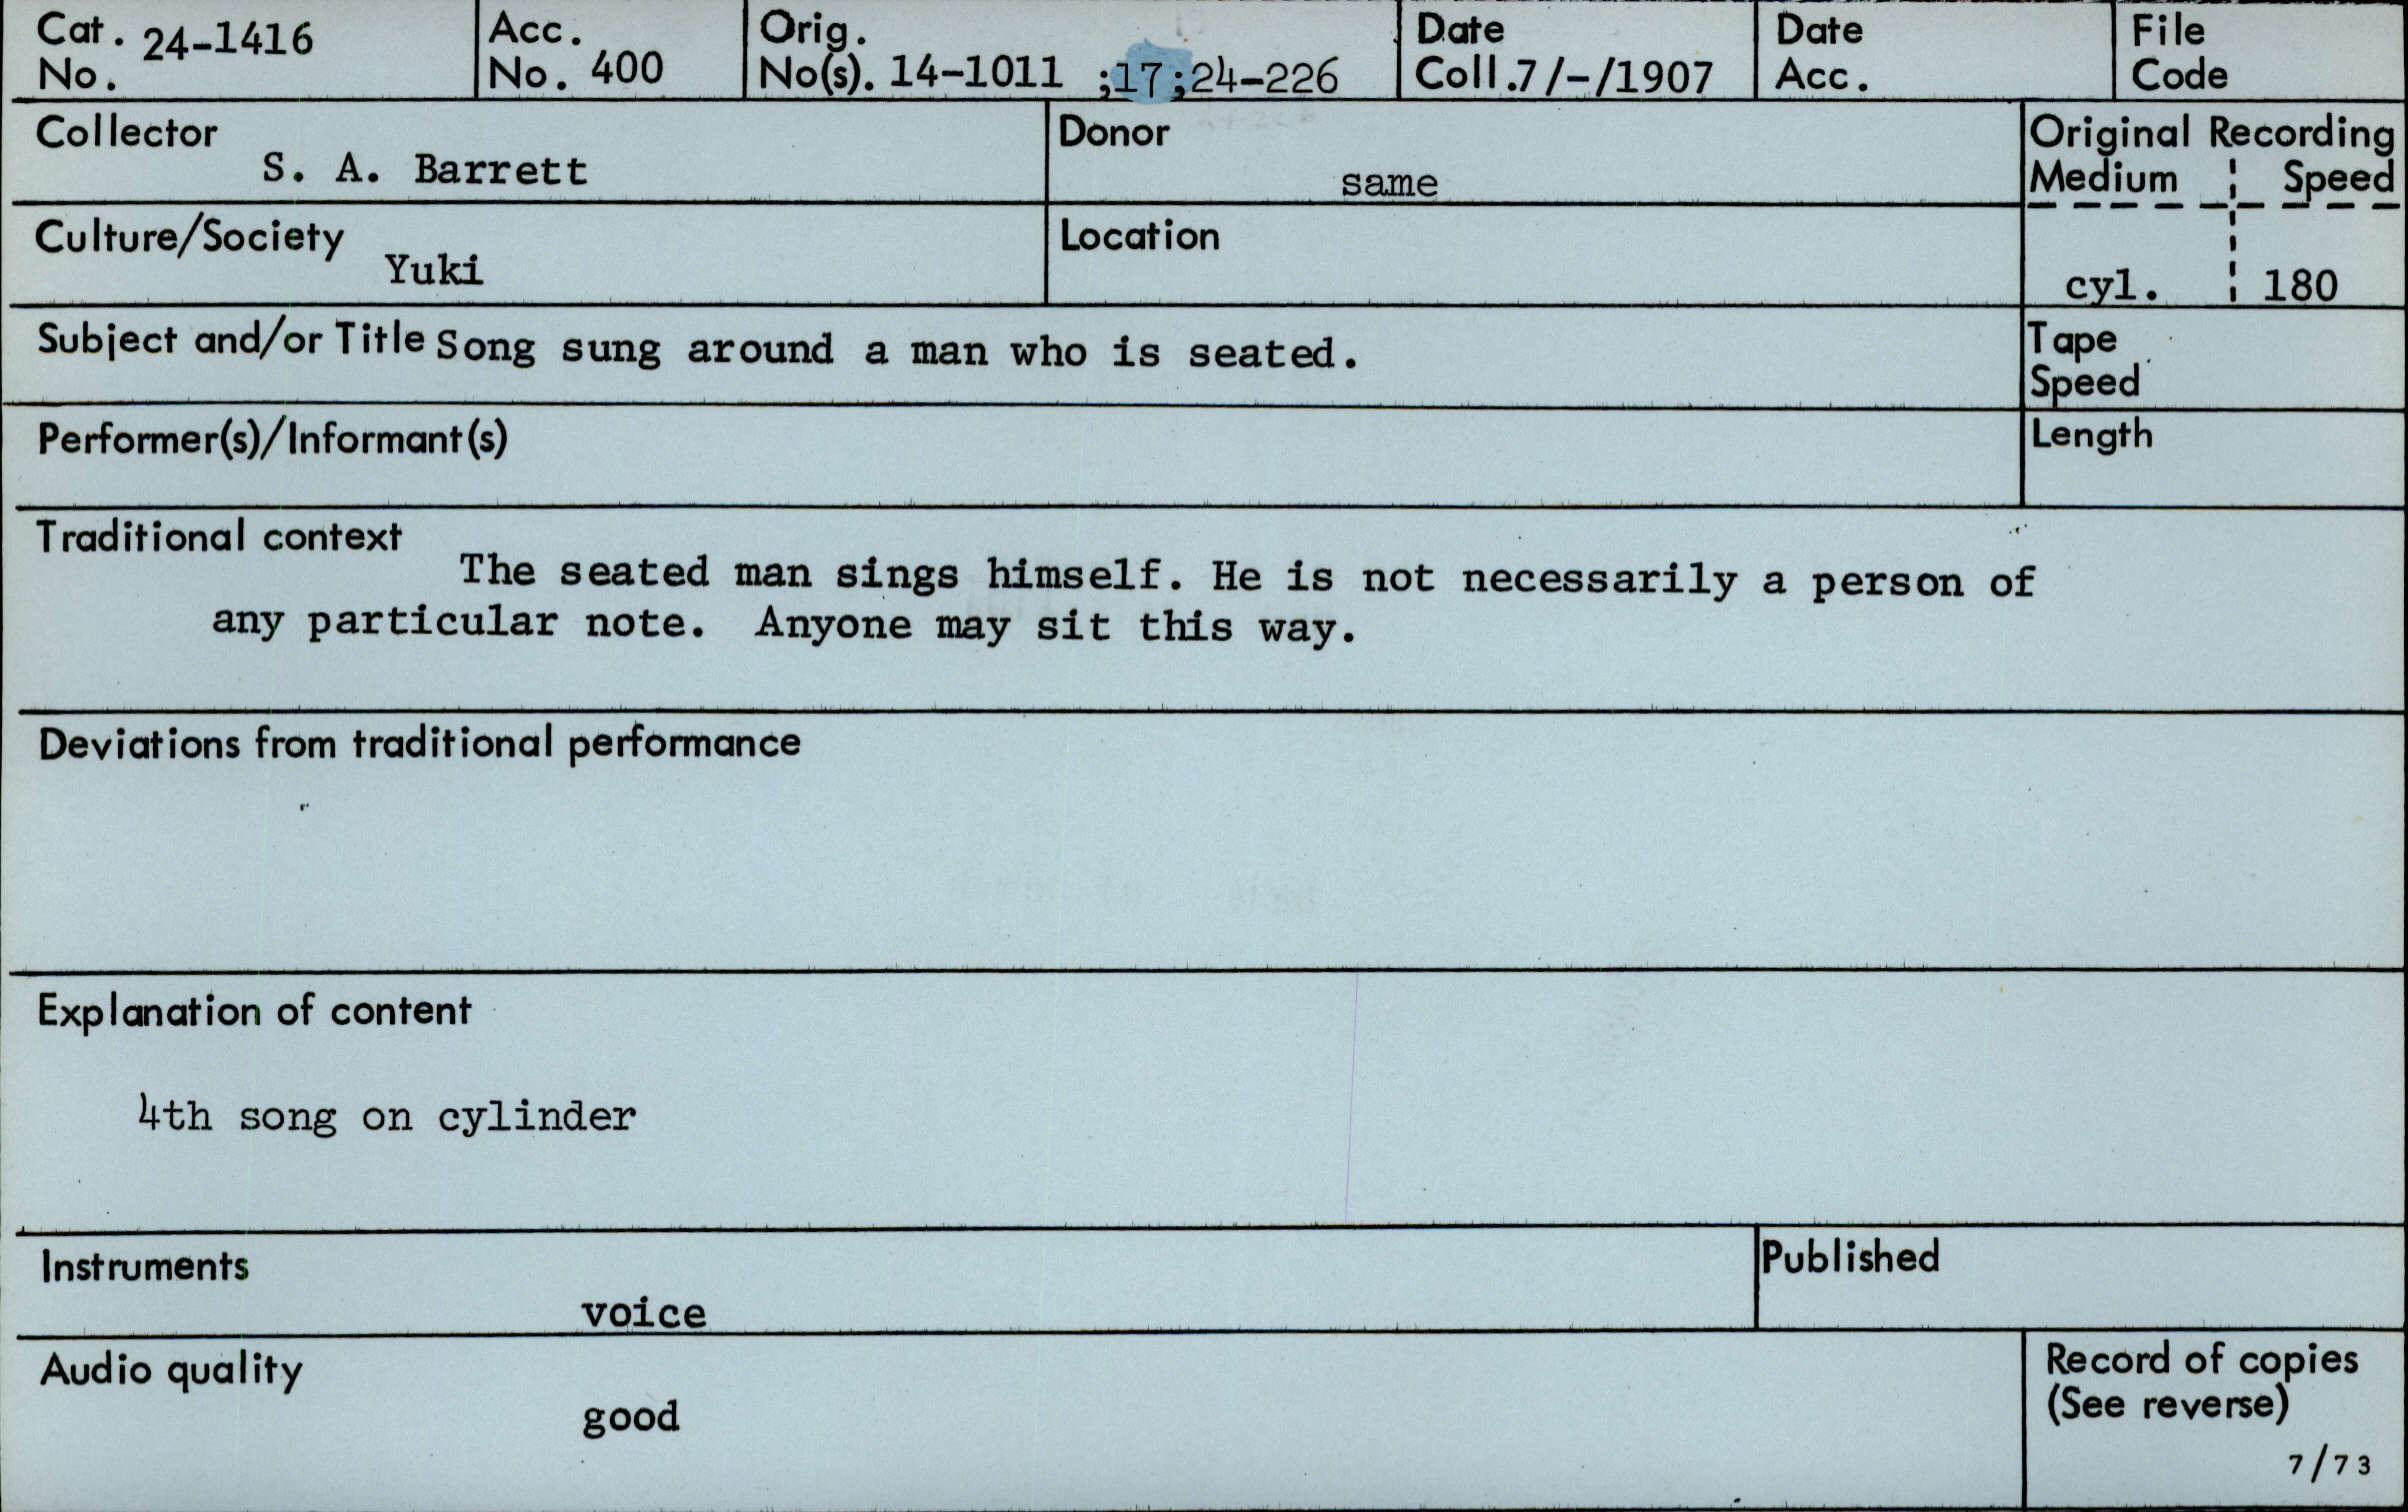 Cat. No. 24-1416
Acc. No. 400
Orig. No(s). 14-1011 ;17;24-226
Date Coll. 7/-/1907
Date Acc.
File Code
Collector
S. A. Barrett
Donor
same
Original Recording
Medium Speed
cyl. 180
Culture/Society
Yuki
Location
Subject and/or Title Song sung around a man who is seated.
Tape Speed
Performer(s)/Informant(s)
Length
Traditional context
The seated man sings himself. He is not necessarily a person of
any particular note. Anyone may sit this way.
Deviations from traditional performance
Explanation of content
4th song on cylinder
Instruments
voice
Published
Audio quality
good
Record of copies
(See reverse)
7/73